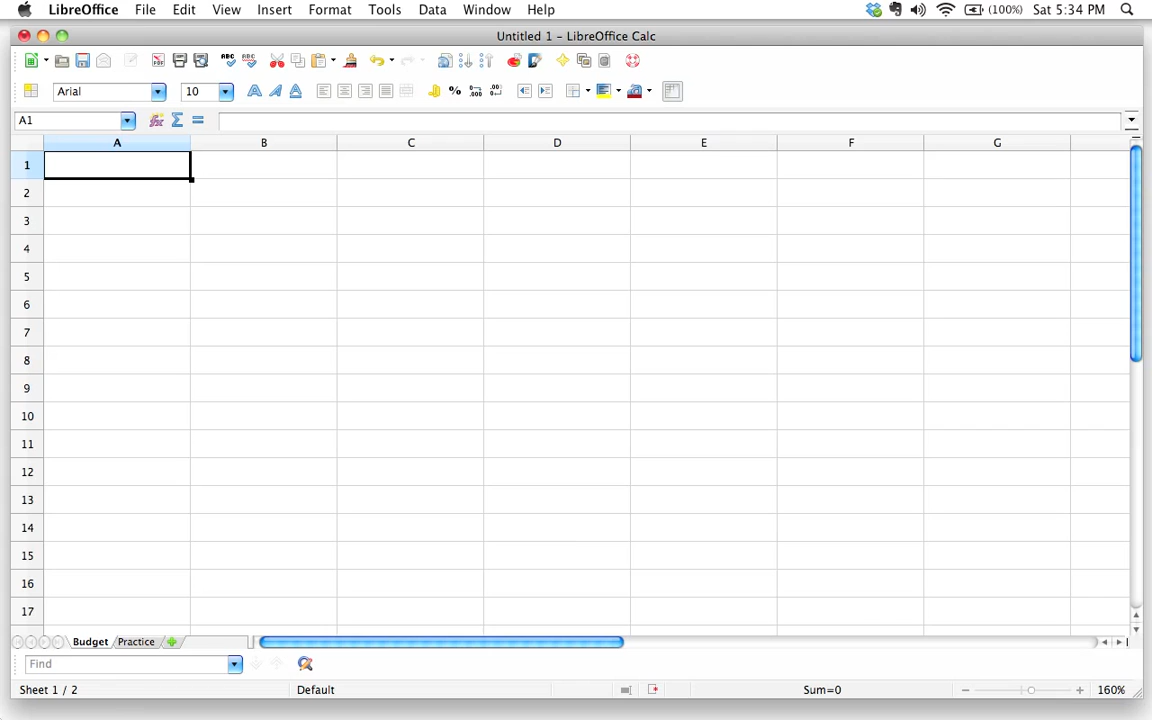 LibreOffice File Edit View Insert Format Tools Data Window Help (100%) Sat 5:34 PM
Untitled 1 - LibreOffice Calc
Arial 10
A1
A B C D E F G
1
2
3
4
5
6
7
8
9
10
11
12
13
14
15
16
17
Budget Practice
Find
Sheet 1 / 2 Default Sum=0 160%